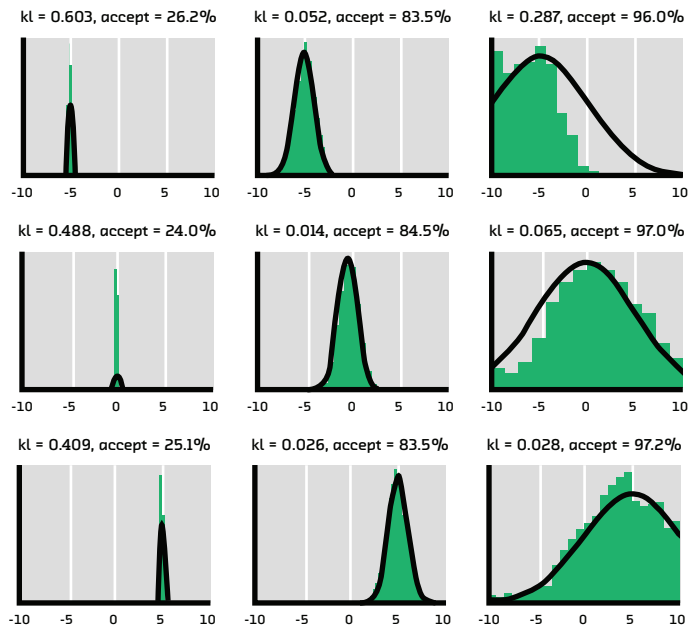 kl = 0.603, accept = 26.2% kl = 0.052, accept = 83.5% kl = 0.287, accept = 96.0%
-10 -5 0 5 10 -10 -5 0 5 10 -10 -5 0 5 10
kl = 0.488, accept = 24.0% kl = 0.014, accept = 84.5% kl = 0.065, accept = 97.0%
-10 -5 0 5 10 -10 -5 0 5 10 -10 -5 0 5 10
kl = 0.409, accept = 25.1% kl = 0.026, accept = 83.5% kl = 0.028, accept = 97.2%
-10 -5 0 5 10 -10 -5 0 5 10 -10 -5 0 5 10